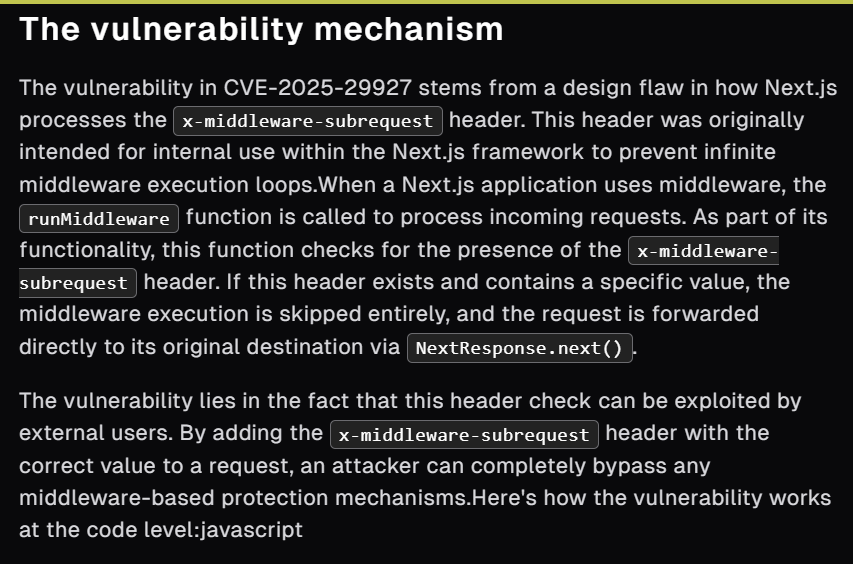 The vulnerability mechanism
The vulnerability in CVE-2025-29927 stems from a design flaw in how Next.js
processes the x-middleware-subrequest header. This header was originally
intended for internal use within the Next.js framework to prevent infinite
middleware execution loops.When a Next.js application uses middleware, the
runMiddleware function is called to process incoming requests. As part of its
functionality, this function checks for the presence of the x-middleware-
subrequest header. If this header exists and contains a specific value, the
middleware execution is skipped entirely, and the request is forwarded
directly to its original destination via NextResponse.next().
The vulnerability lies in the fact that this header check can be exploited by
external users. By adding the x-middleware-subrequest header with the
correct value to a request, an attacker can completely bypass any
middleware-based protection mechanisms.Here's how the vulnerability works
at the code level:javascript